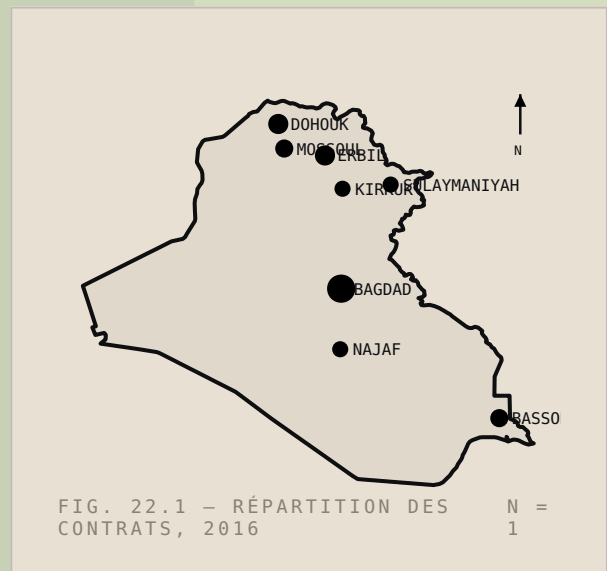 DOHOUK
N
MOSSOUL
ERBIL
KIRKUK
SULAYMANIYAH
BAGDAD
NAJAF
BASSO
FIG. 22.1 — RÉPARTITION DES
CONTRATS, 2016
N =
1